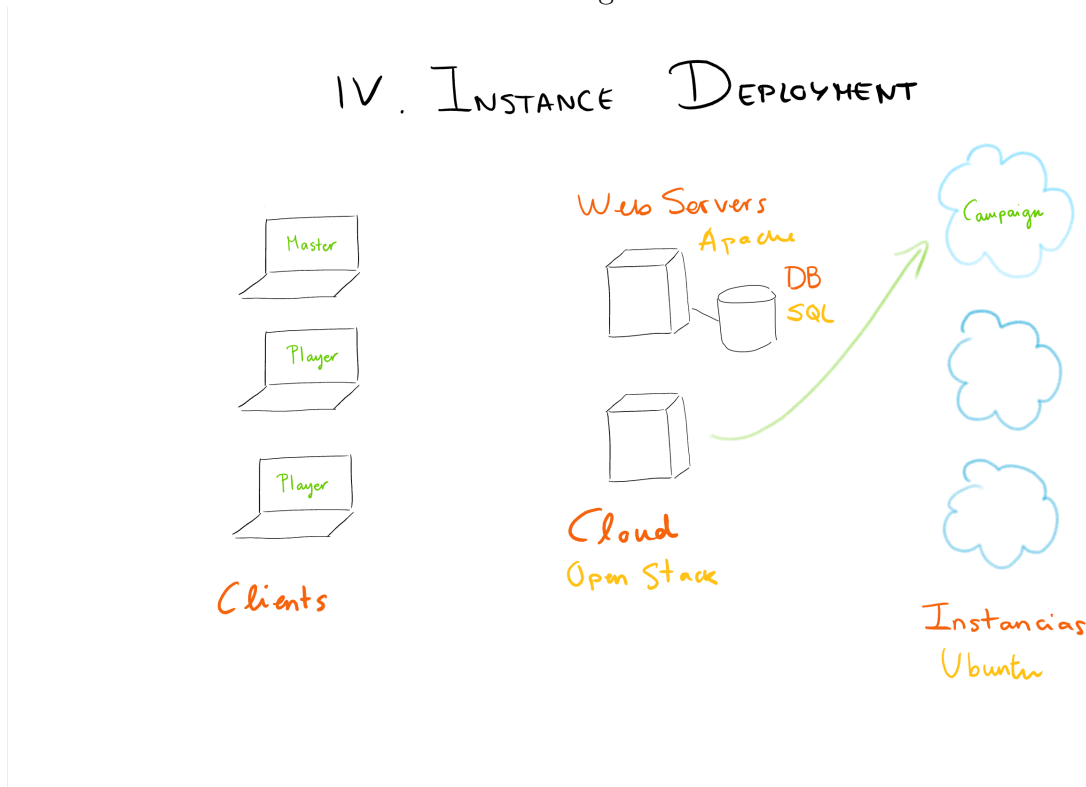 IV. INSTANCE DEPLOYMENT
Master
Player
Player
Clients
Web Servers
Apache
DB
SQL
Cloud
Open Stack
Campaign
Instancias
Ubuntu